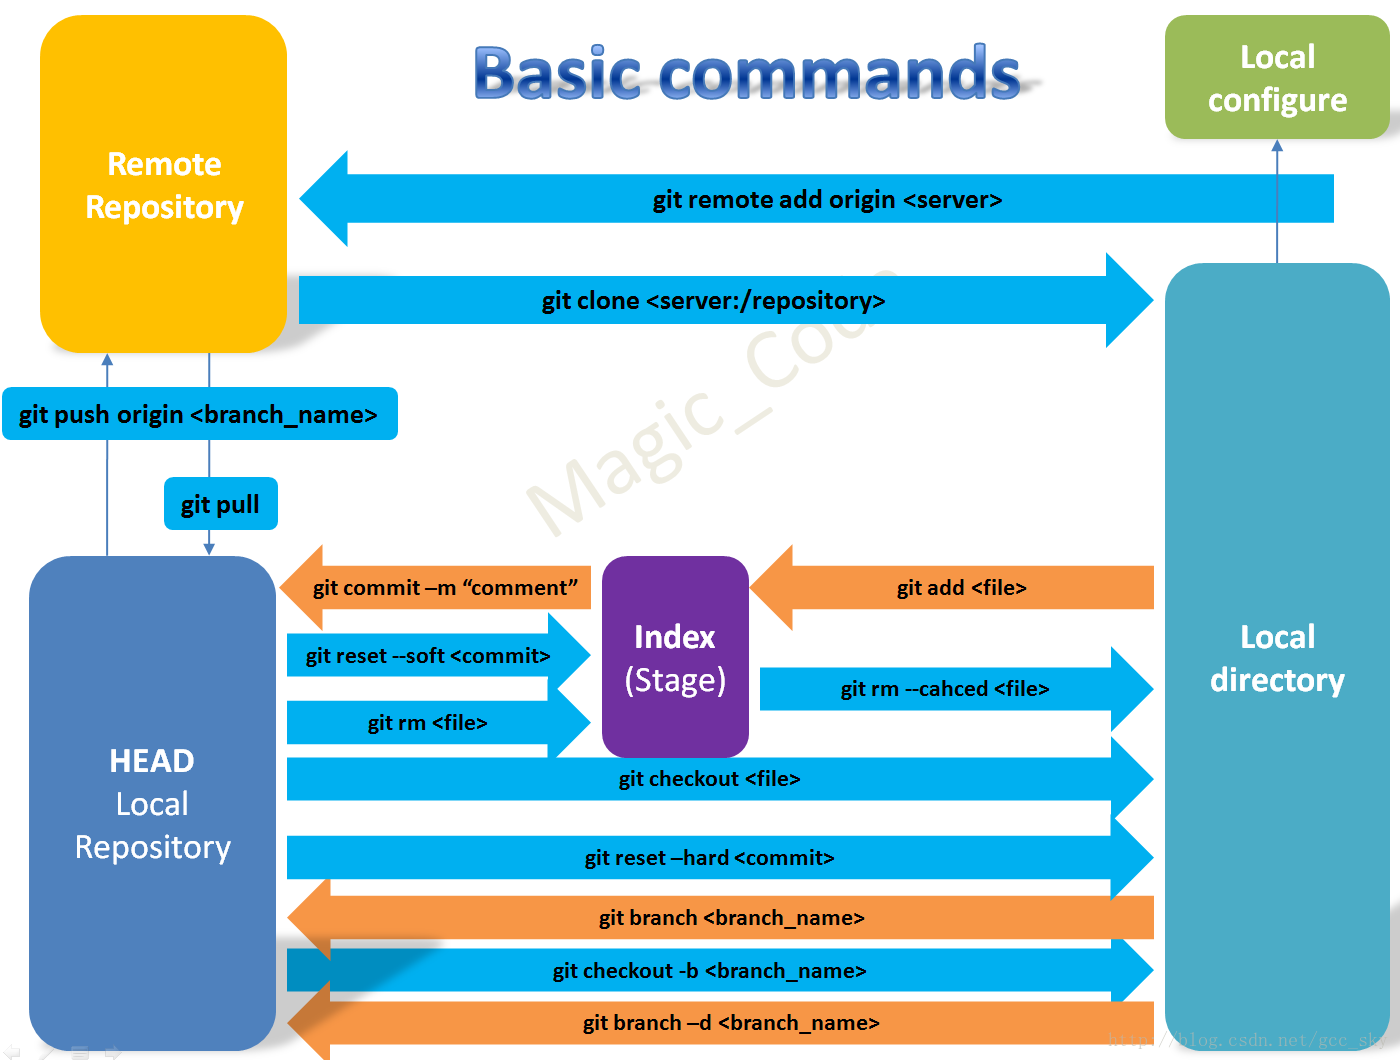 Basic commands
Local
configure
Remote
Repository
git remote add origin <server>
git clone <server:/repository>
git push origin <branch_name>
git pull
git commit –m “comment”
git add <file>
Index
(Stage)
Local
directory
git reset --soft <commit>
git rm --cahced <file>
git rm <file>
HEAD
Local
Repository
git checkout <file>
git reset –hard <commit>
git branch <branch_name>
git checkout -b <branch_name>
git branch –d <branch_name>
http://blog.csdn.net/gcc_sky